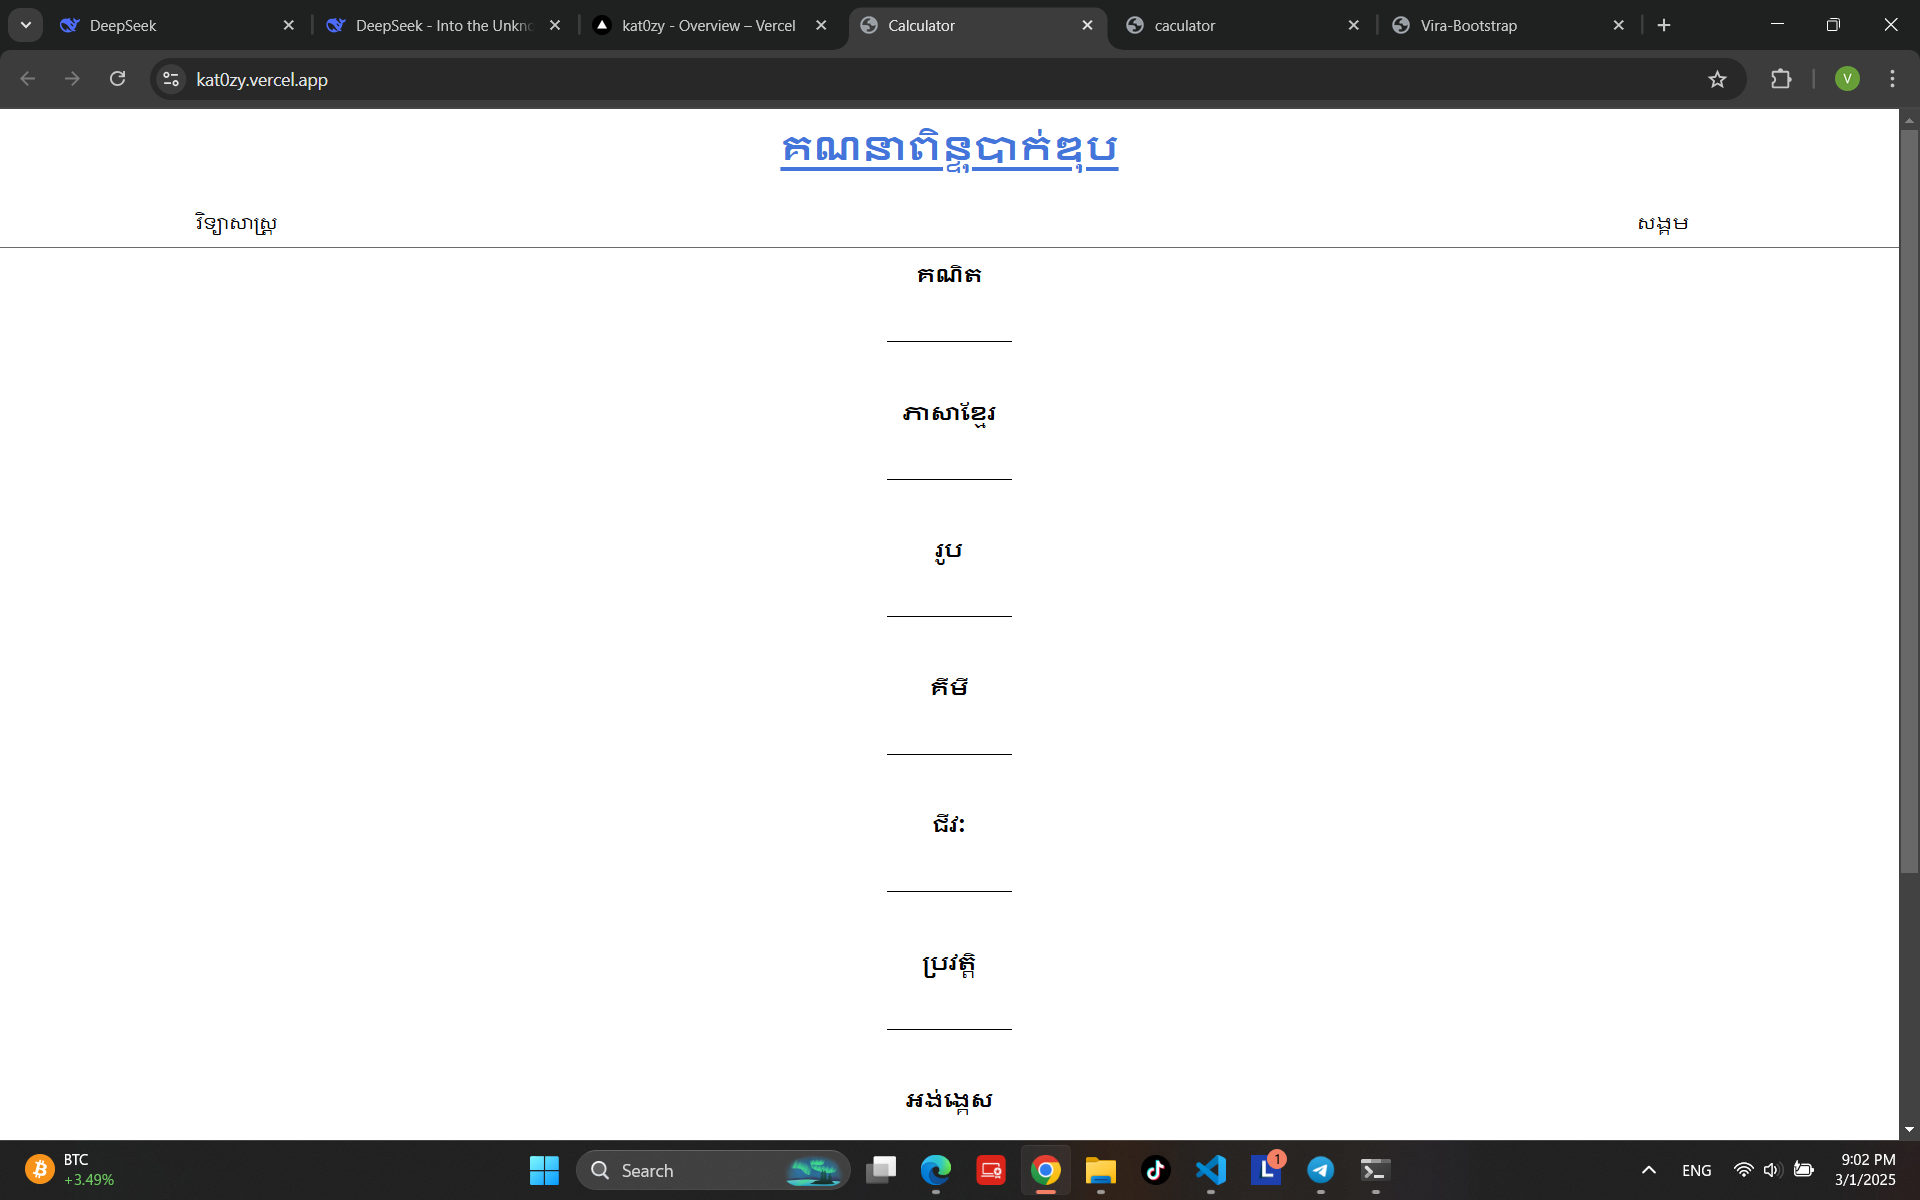 DeepSeek
DeepSeek - Into the Unkno
kat0zy - Overview – Vercel
Calculator
caculator
Vira-Bootstrap
kat0zy.vercel.app
V
គណនាពិន្ទុបាក់ឌុប
វិទ្យាសាស្ត្រ
សង្គម
គណិត
ភាសាខ្មែរ
រូប
គីមី
ជីវ:
ប្រវត្តិ
អង់គ្លេស
BTC
+3.49%
Search
L
1
ENG
9:02 PM
3/1/2025